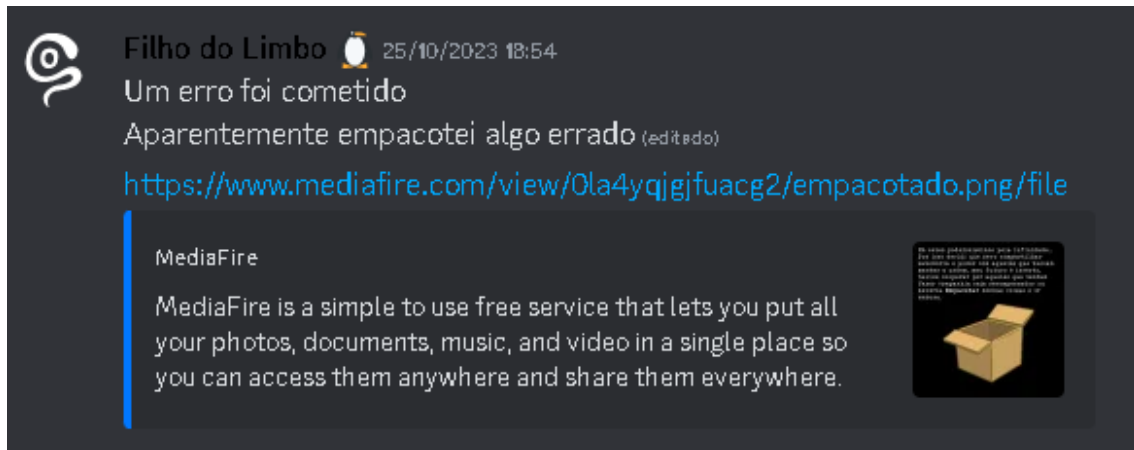 Filho do Limbo 25/10/2023 18:54
Um erro foi cometido
Aparentemente empacotei algo errado (editado)
https://www.mediafire.com/view/0la4yqjgjfuacg2/empacotado.png/file
MediaFire
MediaFire is a simple to use free service that lets you put all
your photos, documents, music, and video in a single place so
you can access them anywhere and share them everywhere.